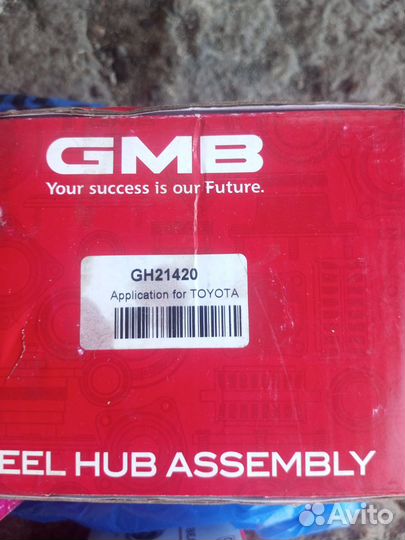 GMB
Your success is our Future.
GH21420
Application for TOYOTA
EEL HUB ASSEMBLY
Avito